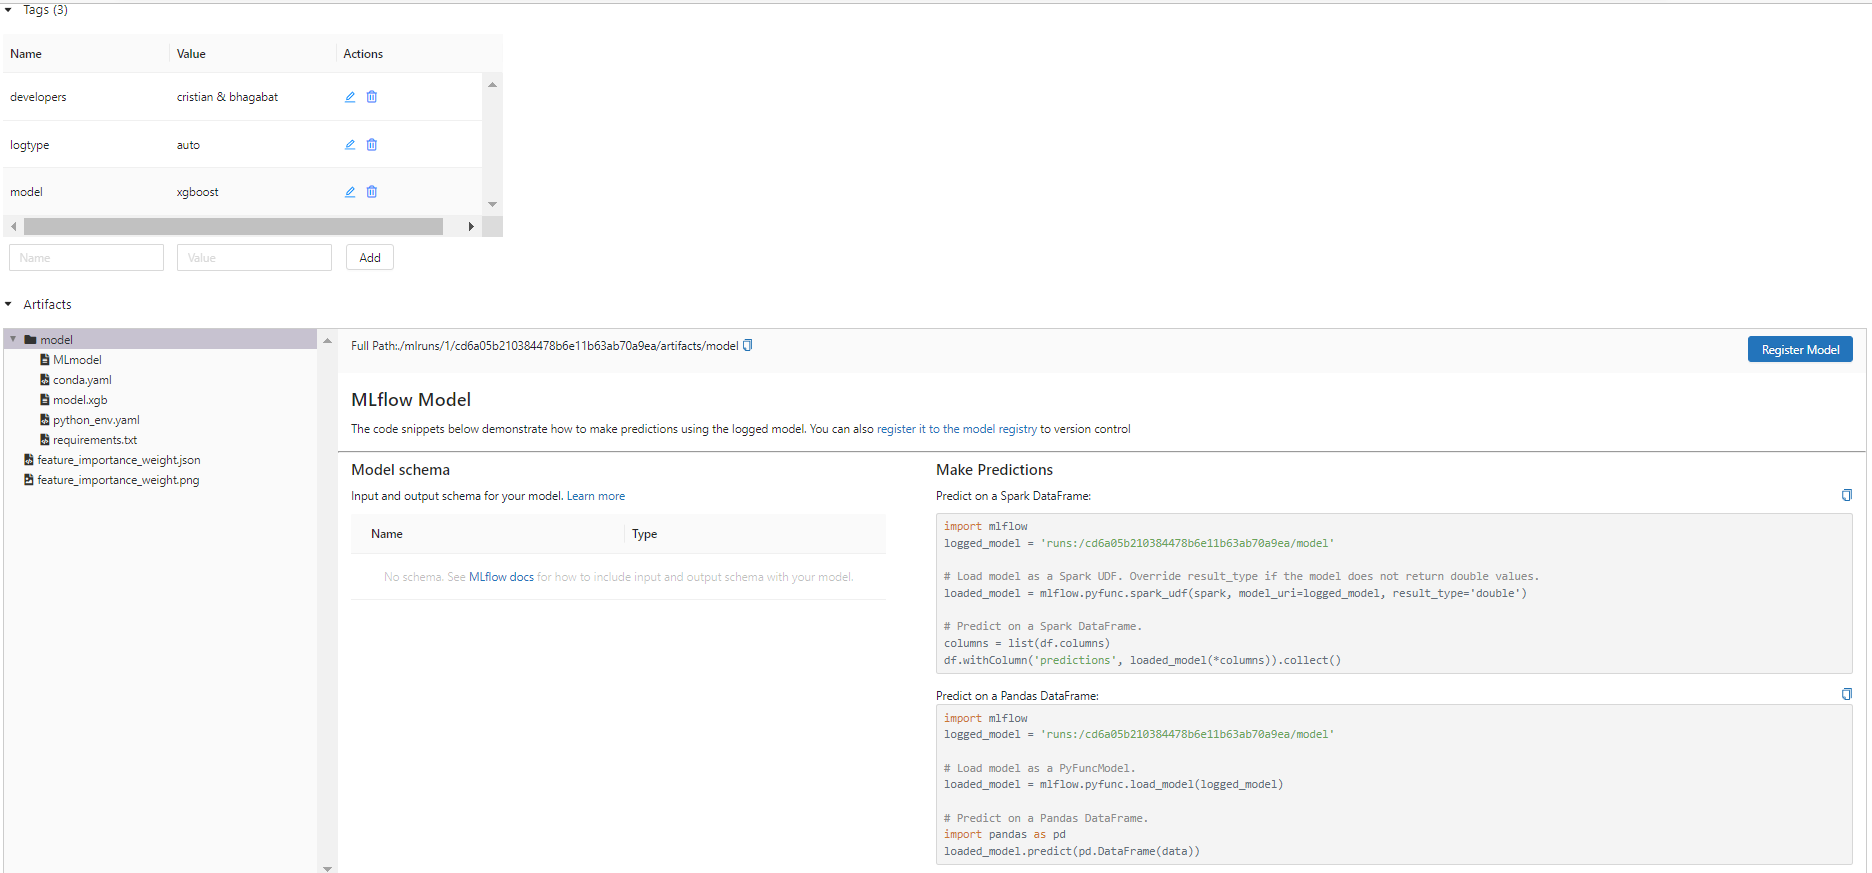 Tags (3)
Name Value Actions
developers cristian & bhagabat
logtype auto
model xgboost
Name Value Add
Artifacts
model
MLmodel
conda.yaml
model.xgb
python_env.yaml
requirements.txt
feature_importance_weight.json
feature_importance_weight.png
Full Path:./mlruns/1/cd6a05b210384478b6e11b63ab70a9ea/artifacts/model
Register Model
MLflow Model
The code snippets below demonstrate how to make predictions using the logged model. You can also register it to the model registry to version control
Model schema
Input and output schema for your model. Learn more
Name Type
No schema. See MLflow docs for how to include input and output schema with your model.
Make Predictions
Predict on a Spark DataFrame:
import mlflow
logged_model = 'runs:/cd6a05b210384478b6e11b63ab70a9ea/model'
# Load model as a Spark UDF. Override result_type if the model does not return double values.
loaded_model = mlflow.pyfunc.spark_udf(spark, model_uri=logged_model, result_type='double')
# Predict on a Spark DataFrame.
columns = list(df.columns)
df.withColumn('predictions', loaded_model(*columns)).collect()
Predict on a Pandas DataFrame:
import mlflow
logged_model = 'runs:/cd6a05b210384478b6e11b63ab70a9ea/model'
# Load model as a PyFuncModel.
loaded_model = mlflow.pyfunc.load_model(logged_model)
# Predict on a Pandas DataFrame.
import pandas as pd
loaded_model.predict(pd.DataFrame(data))